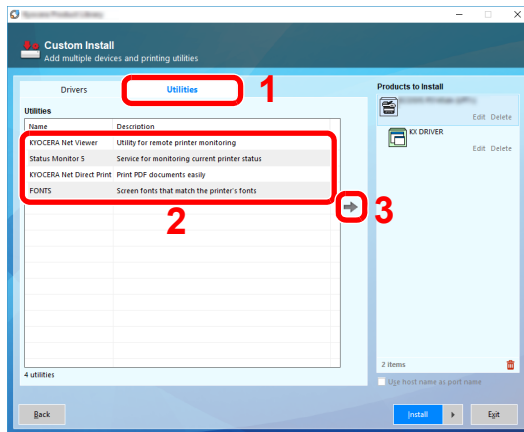 Custom Install
Add multiple devices and printing utilities
Drivers
Utilities
1
Products to Install
Edit Delete
KX DRIVER
Edit Delete
Utilities
Name Description
KYOCERA Net Viewer Utility for remote printer monitoring
Status Monitor 5 Service for monitoring current printer status
KYOCERA Net Direct Print Print PDF documents easily
FONTS Screen fonts that match the printer's fonts
2
3
4 utilities
2 items
Use host name as port name
Back
Install
Exit